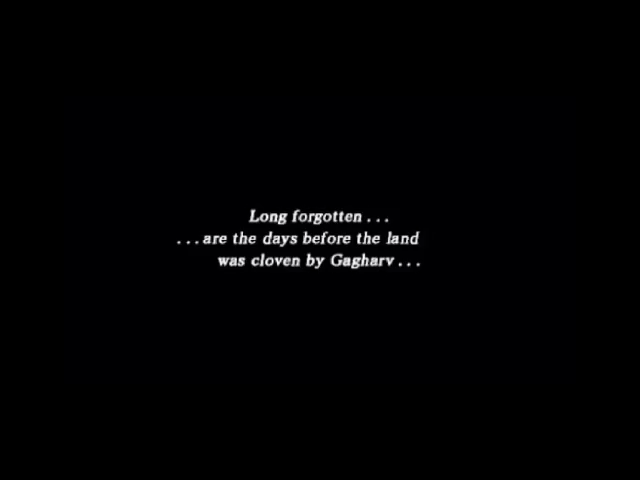 Long forgotten . . .
. . . are the days before the land
was cloven by Gagharv . . .